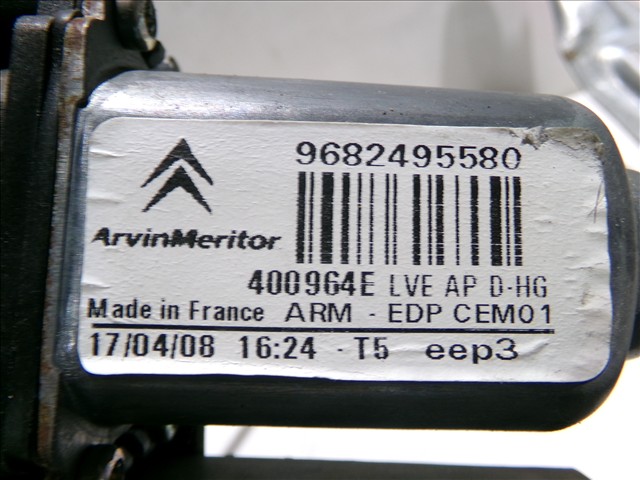 9682495580
ArvinMeritor
400964E LVE AP D-HG
Made in France ARM - EDP CEM01
17/04/08 16:24 - T5 eep3